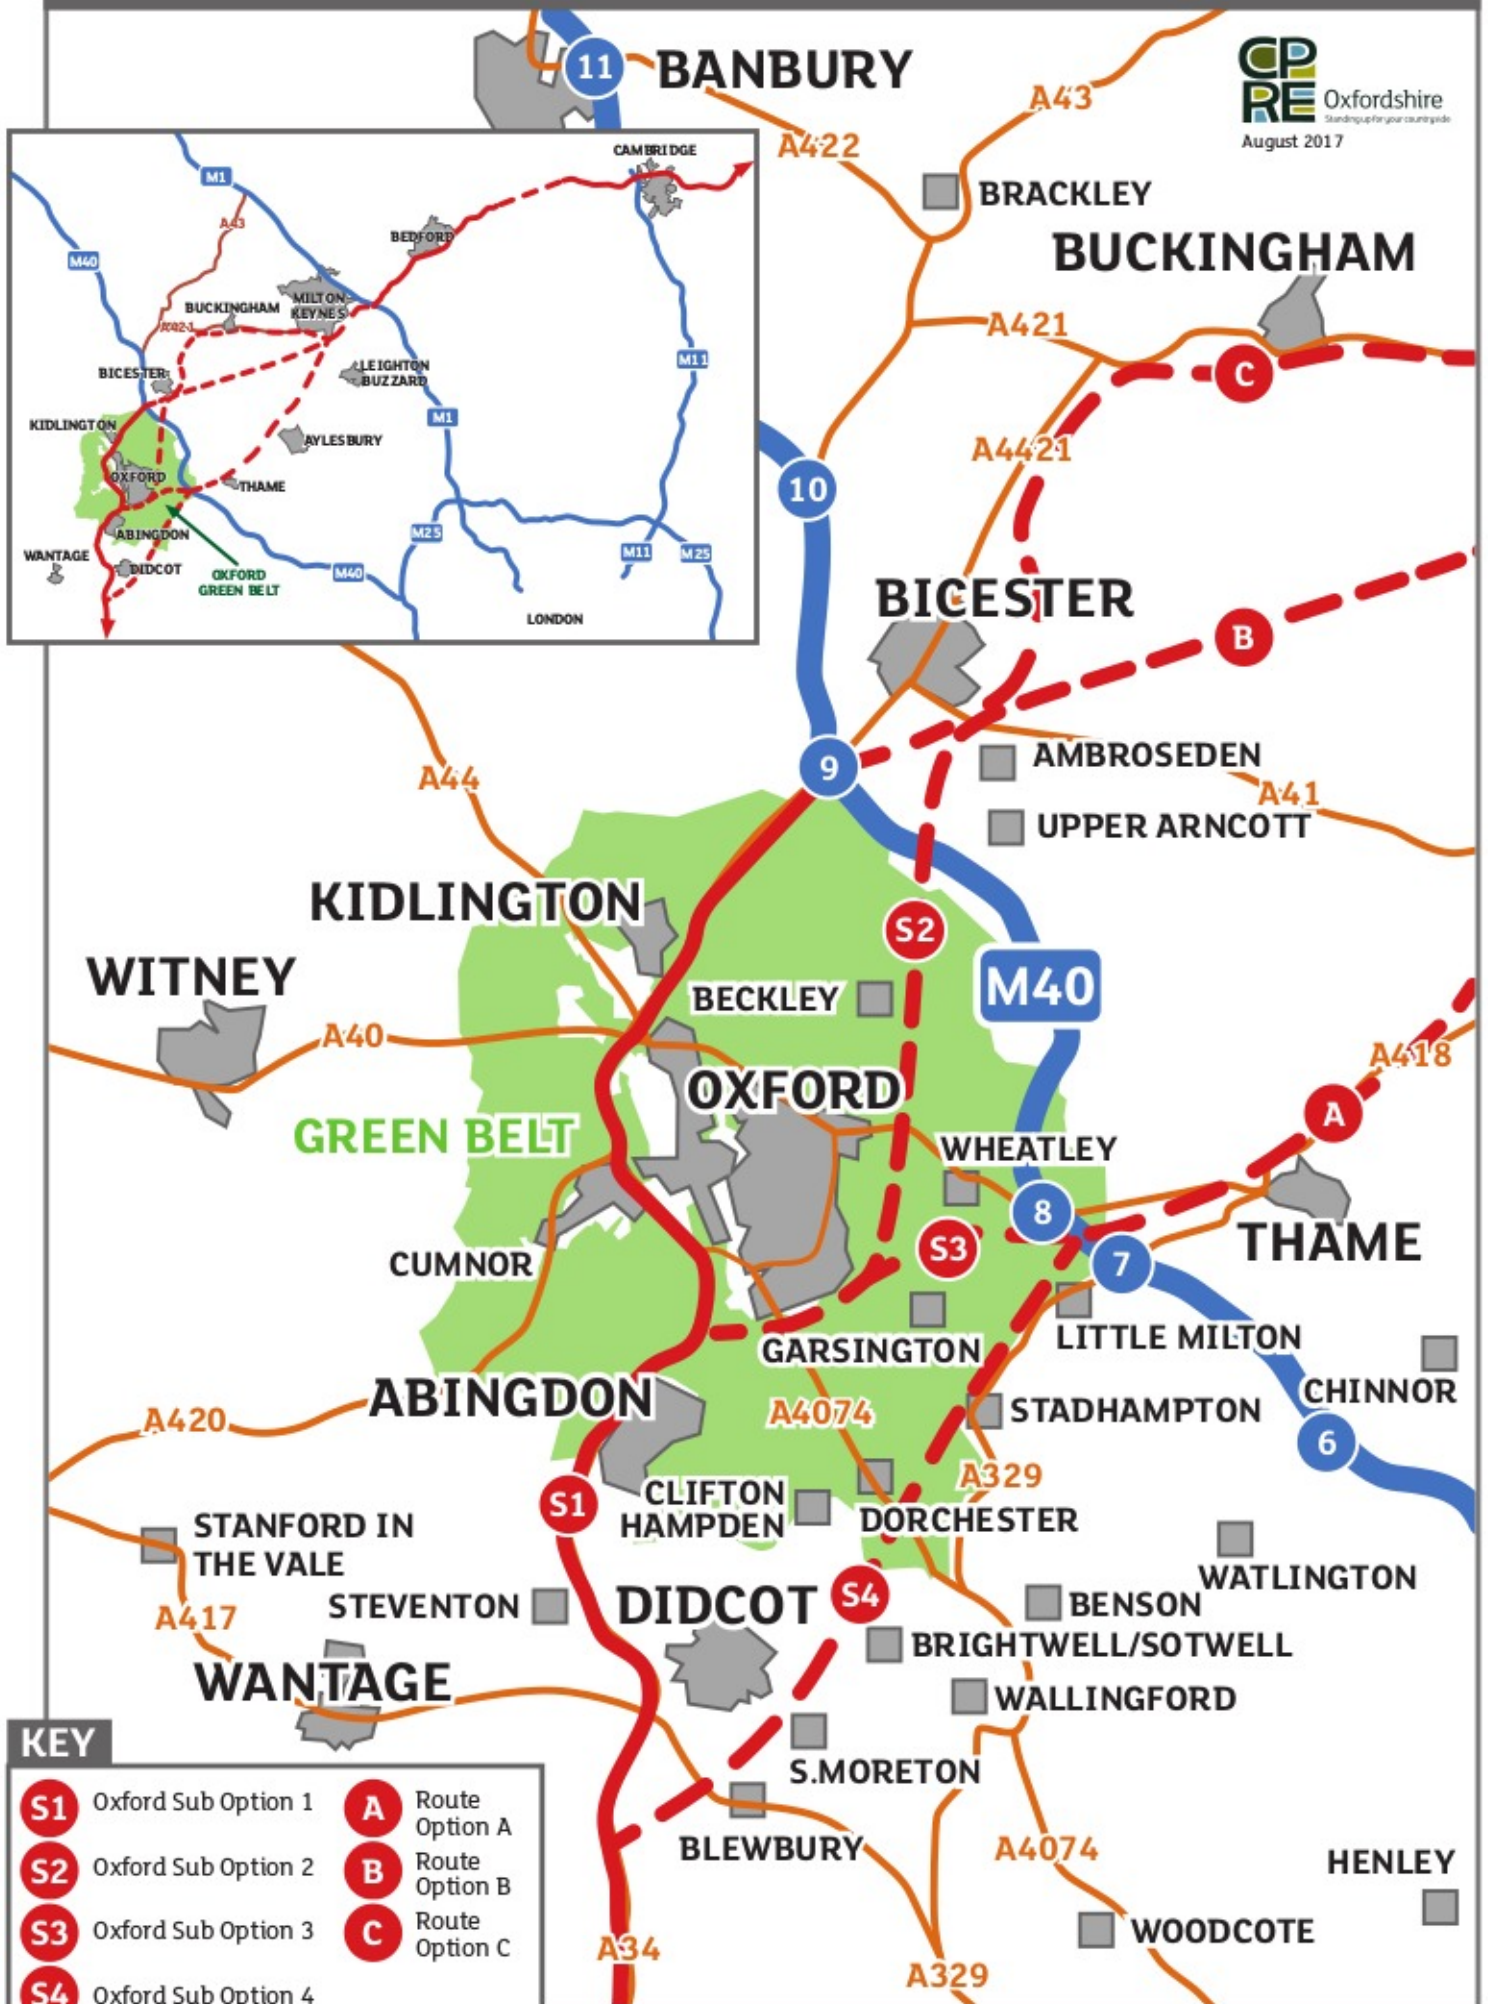 11
BANBURY
CPRE
Oxfordshire
Standing up for your countryside
August 2017
A43
A422
BRACKLEY
BUCKINGHAM
A421
C
A4421
10
BICESTER
B
9
AMBROSEDEN
A41
UPPER ARNCOTT
A44
KIDLINGTON
S2
WITNEY
M40
BECKLEY
A40
A418
OXFORD
A
GREEN BELT
WHEATLEY
8
S3
THAME
CUMNOR
7
GARSINGTON
LITTLE MILTON
CHINNOR
ABINGDON
A420
A4074
STADHAMPTON
6
A329
S1
CLIFTON
HAMPDEN
DORCHESTER
STANFORD IN
THE VALE
WATLINGTON
STEVENTON
DIDCOT
S4
BENSON
A417
BRIGHTWELL/SOTWELL
WANTAGE
WALLINGFORD
S.MORETON
BLEWBURY
A4074
HENLEY
WOODCOTE
A34
A329
CAMBRIDGE
M1
A43
BEDFORD
M40
MILTON
KEYNES
BUCKINGHAM
A421
M11
LEIGHTON
BUZZARD
BICESTER
M1
KIDLINGTON
AYLESBURY
OXFORD
THAME
ABINGDON
M25
M11
M25
WANTAGE
DIDCOT
OXFORD
GREEN BELT
M40
LONDON
KEY
S1 Oxford Sub Option 1
S2 Oxford Sub Option 2
S3 Oxford Sub Option 3
S4 Oxford Sub Option 4
A Route
Option A
B Route
Option B
C Route
Option C